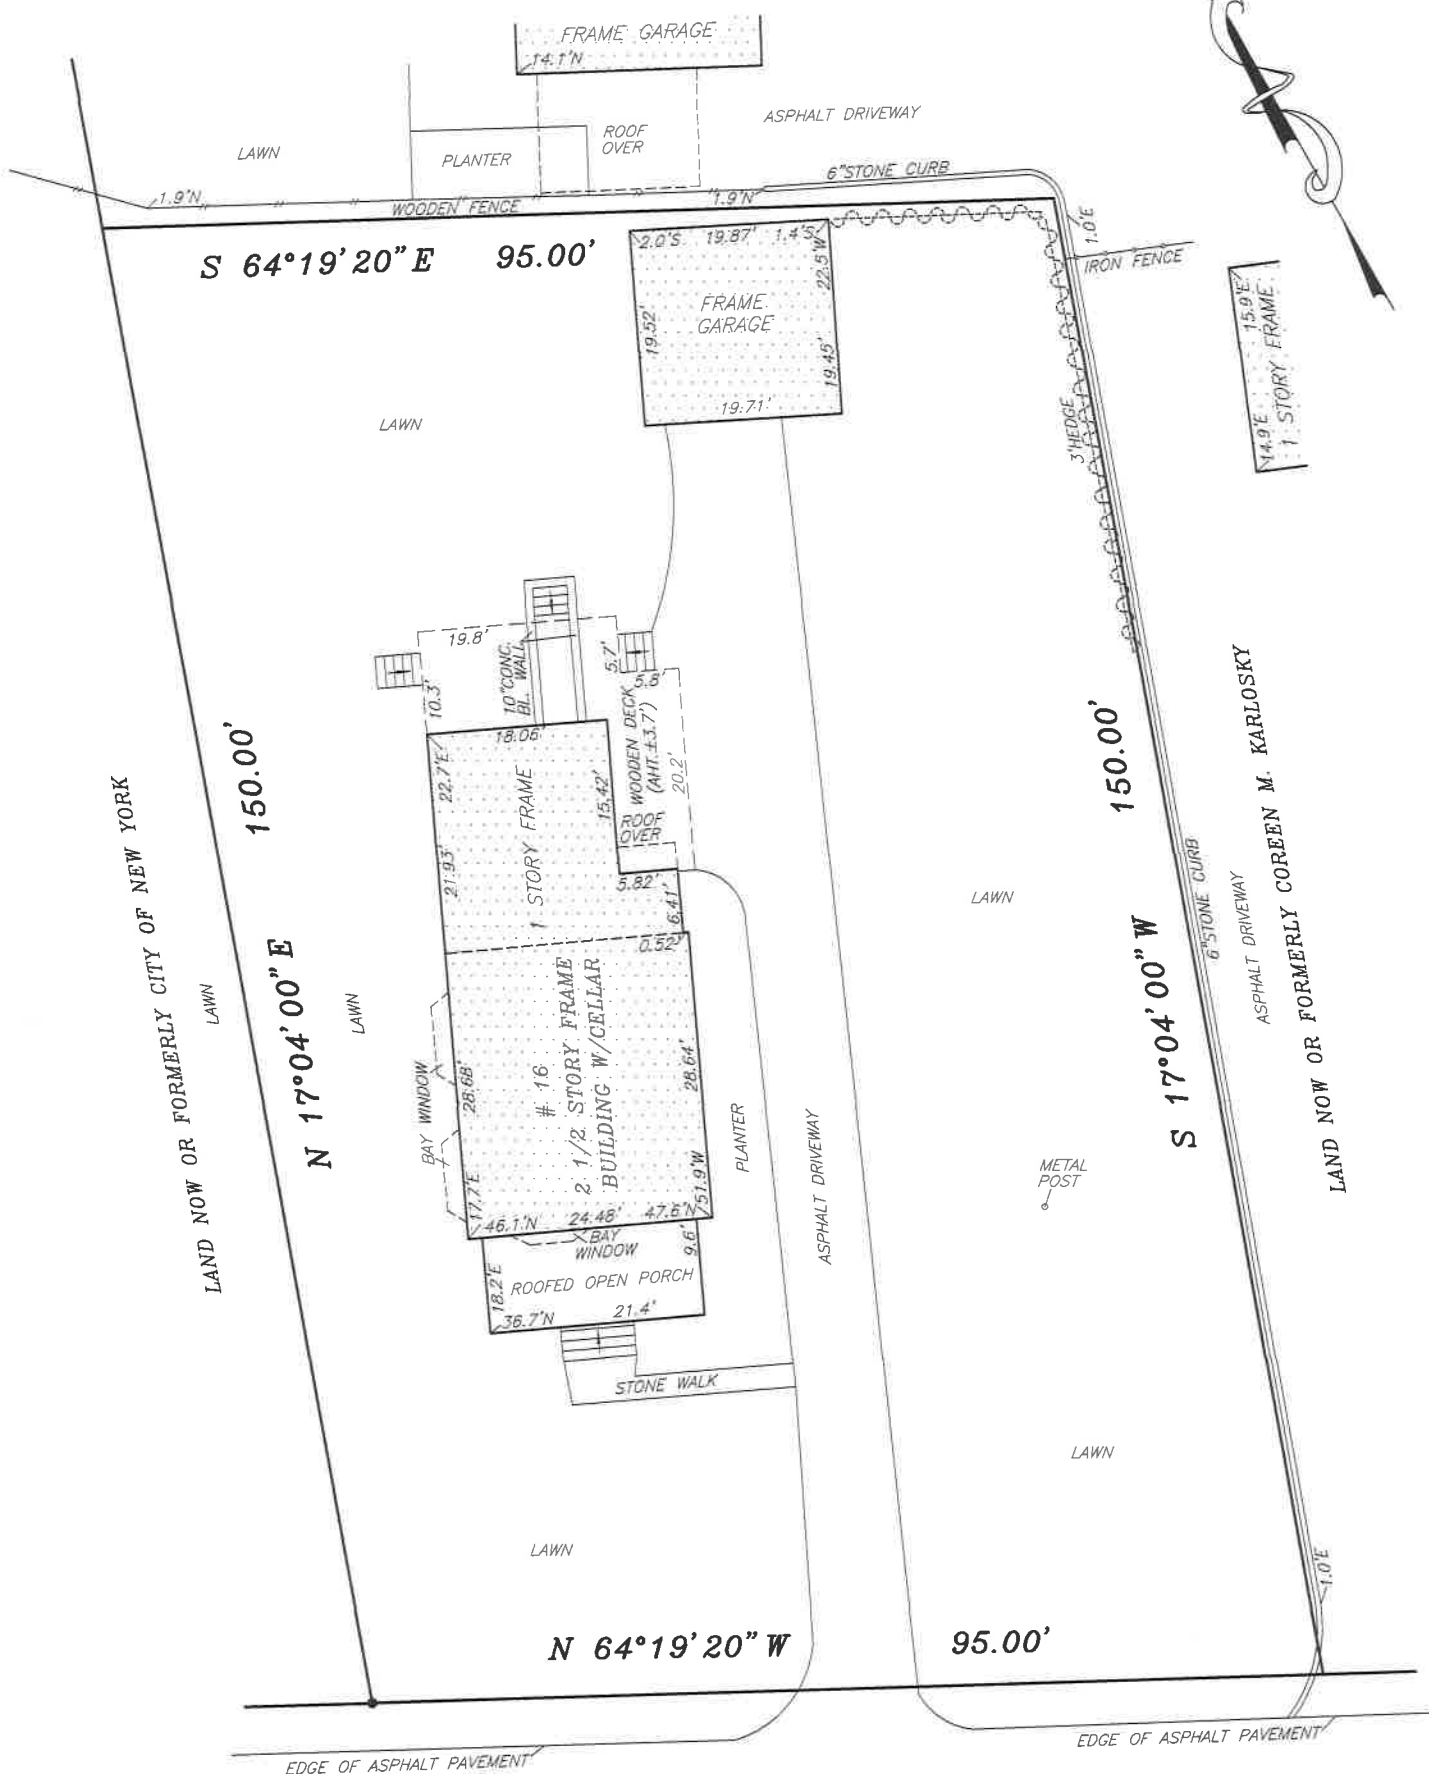 FRAME GARAGE
14.1'N
ASPHALT DRIVEWAY
ROOF
OVER
LAWN
PLANTER
6"STONE CURB
1.9'N
WOODEN FENCE
1.9'N
1.0'E
IRON FENCE
S 64°19'20"E 95.00'
2.0'S 19.87' 1.4'S
22.5'W
FRAME
GARAGE
19.52'
19.45'
19.71'
15.9'E
14.9'E
1 STORY FRAME
LAWN
3'HEDGE
19.8'
10"CONC.
BL. WALL
5.7'
5.8'
10.3'
WOODEN DECK
(AHT.±3.7')
20.2'
18.06'
22.7'E
1 STORY FRAME
15.42'
ROOF
OVER
21.93'
5.82'
6.41'
0.52'
150.00'
N 17°04'00"E
LAND NOW OR FORMERLY CITY OF NEW YORK
LAWN
LAWN
BAY WINDOW
28.68'
# 16
2 1/2 STORY FRAME
BUILDING W/CELLAR
28.64'
17.7'E
51.9'W
46.1'N 24.48' 47.6'N
BAY
WINDOW
9.6'
18.2'E
ROOFED OPEN PORCH
36.7'N 21.4'
STONE WALK
PLANTER
ASPHALT DRIVEWAY
LAWN
METAL
POST
150.00'
S 17°04'00"W
6"STONE CURB
ASPHALT DRIVEWAY
LAND NOW OR FORMERLY COREEN M. KARLOSKY
LAWN
LAWN
1.0'E
N 64°19'20"W 95.00'
EDGE OF ASPHALT PAVEMENT
EDGE OF ASPHALT PAVEMENT